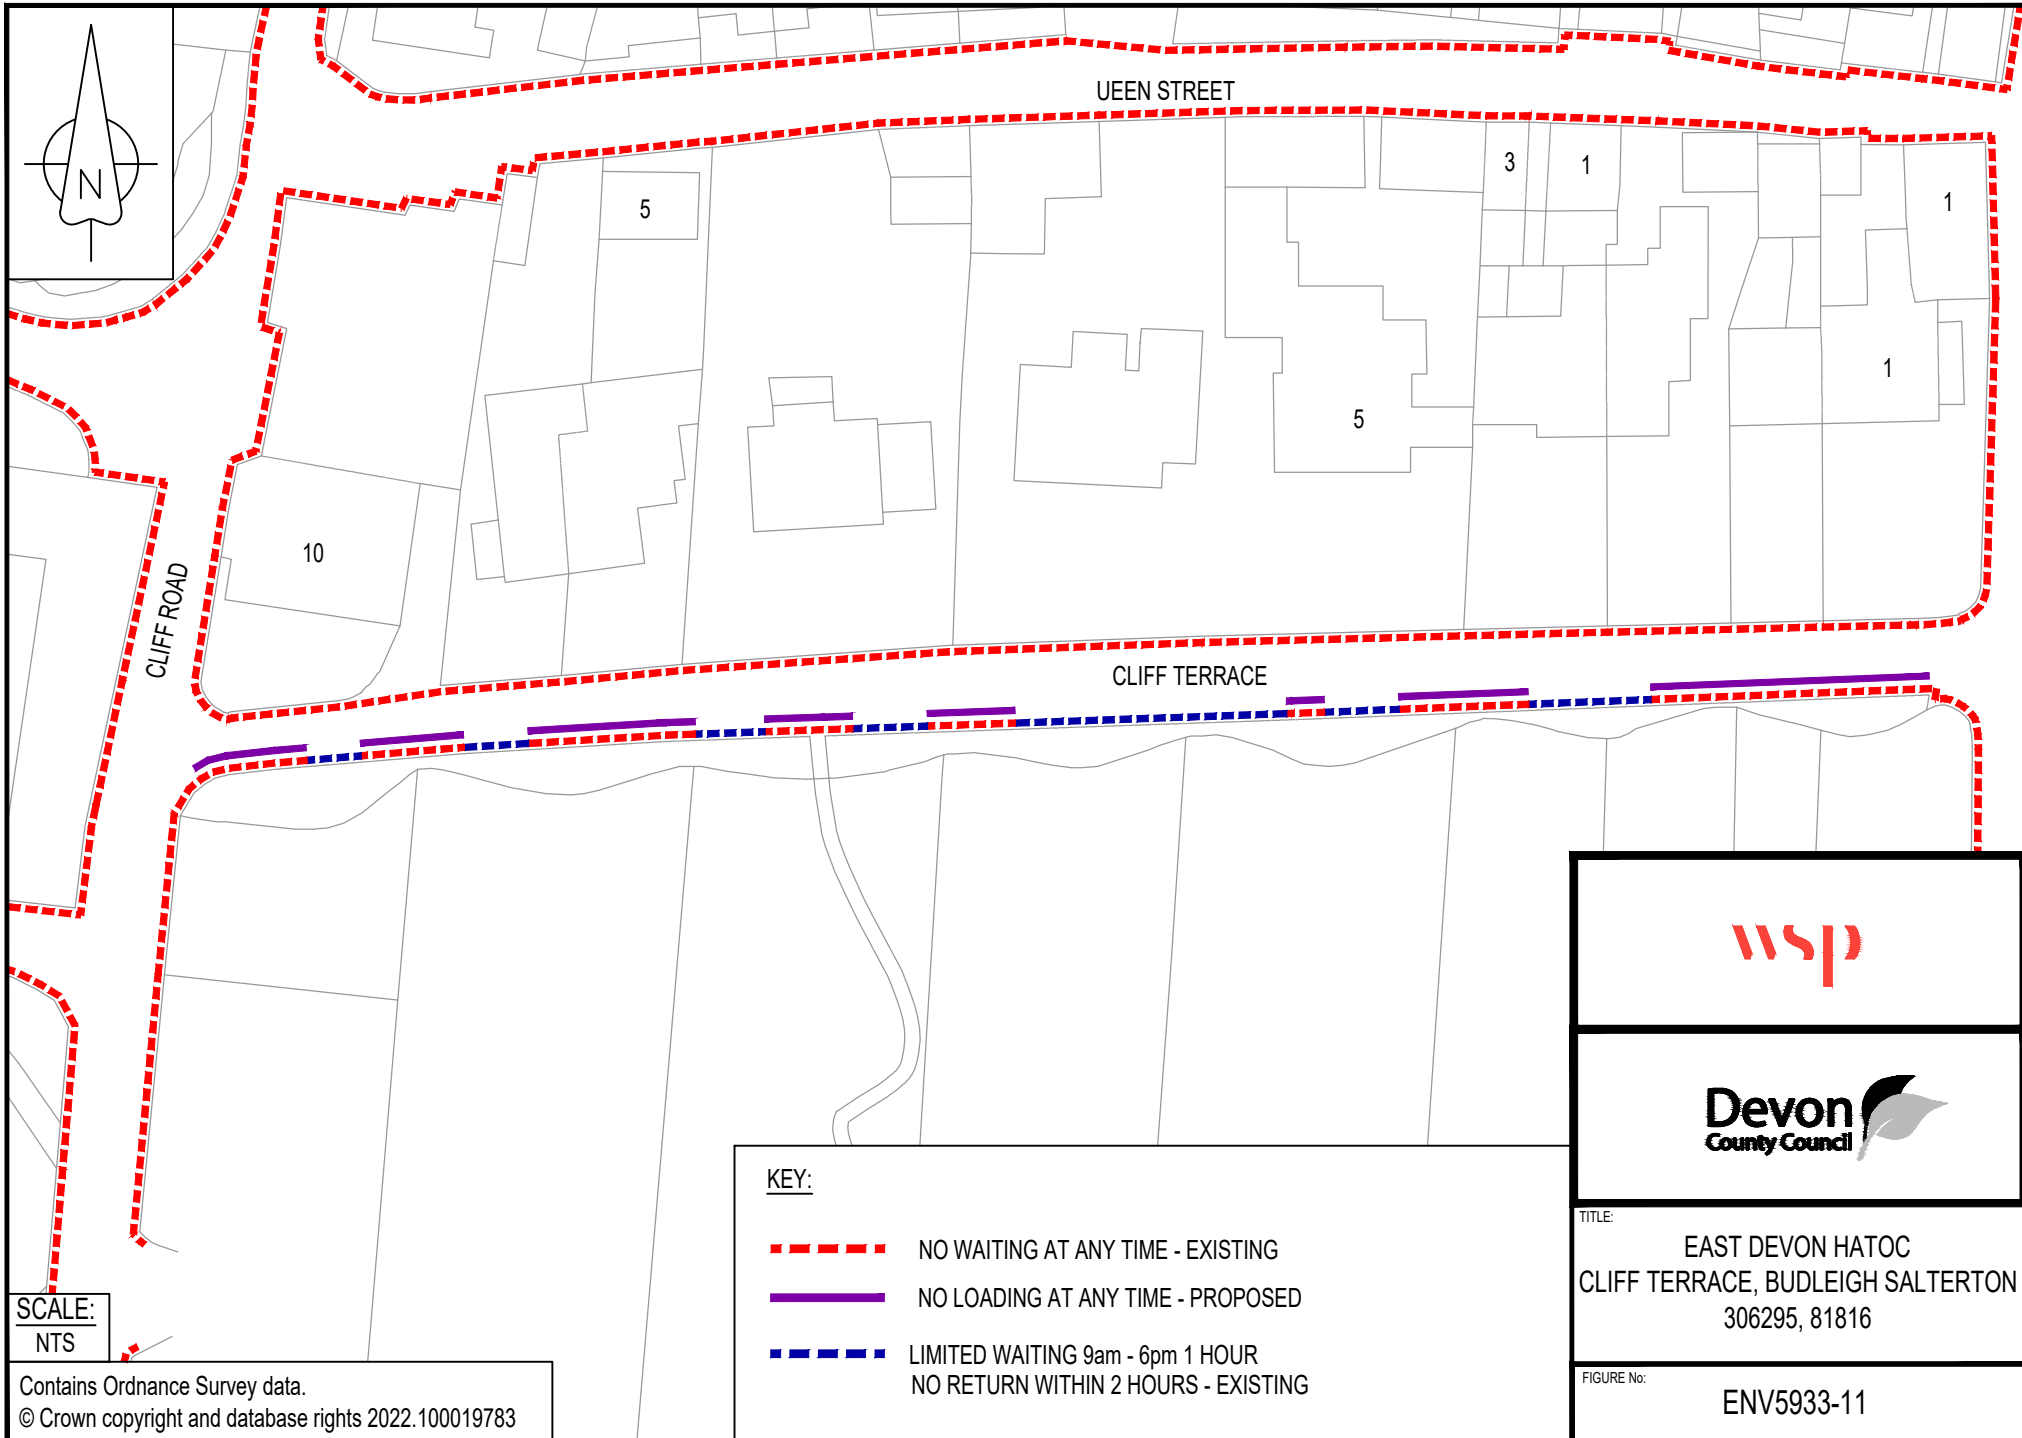 N
UEEN STREET
5
3
1
1
5
1
10
CLIFF ROAD
CLIFF TERRACE
wsp
Devon
County Council
KEY:
NO WAITING AT ANY TIME - EXISTING
NO LOADING AT ANY TIME - PROPOSED
LIMITED WAITING 9am - 6pm 1 HOUR
NO RETURN WITHIN 2 HOURS - EXISTING
TITLE:
EAST DEVON HATOC
CLIFF TERRACE, BUDLEIGH SALTERTON
306295, 81816
FIGURE No:
ENV5933-11
SCALE:
NTS
Contains Ordnance Survey data.
© Crown copyright and database rights 2022.100019783